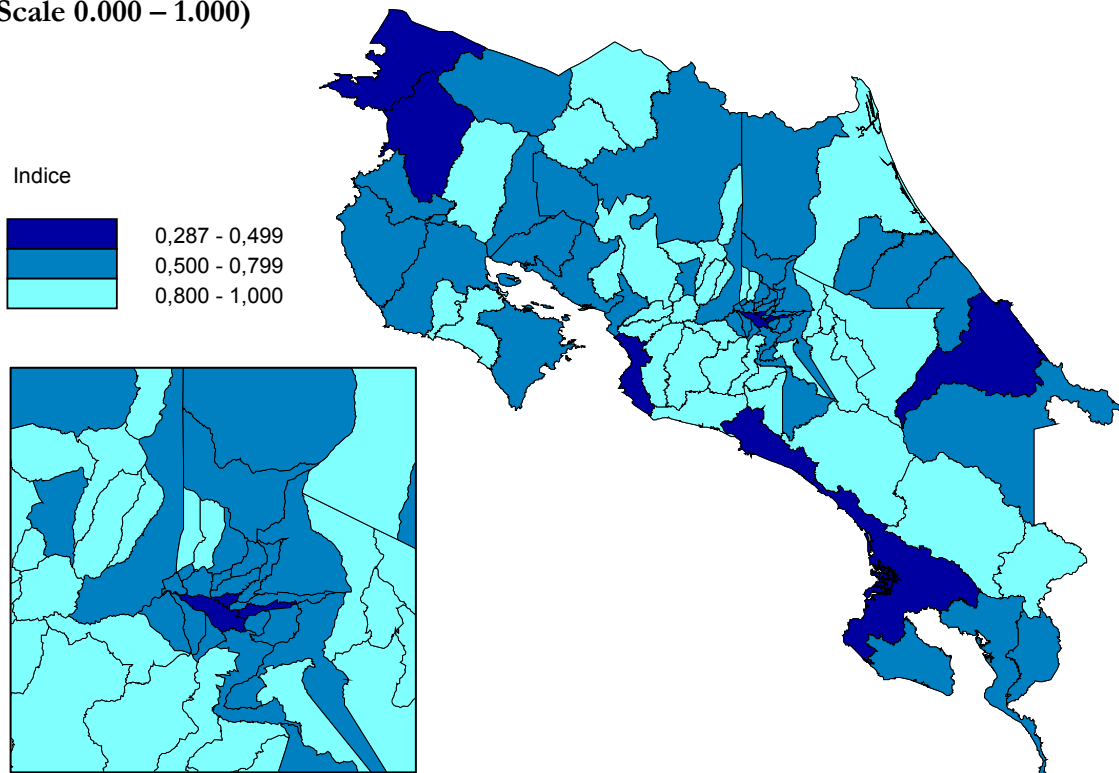 Scale 0.000 – 1.000)
Indice
0,287 - 0,499
0,500 - 0,799
0,800 - 1,000